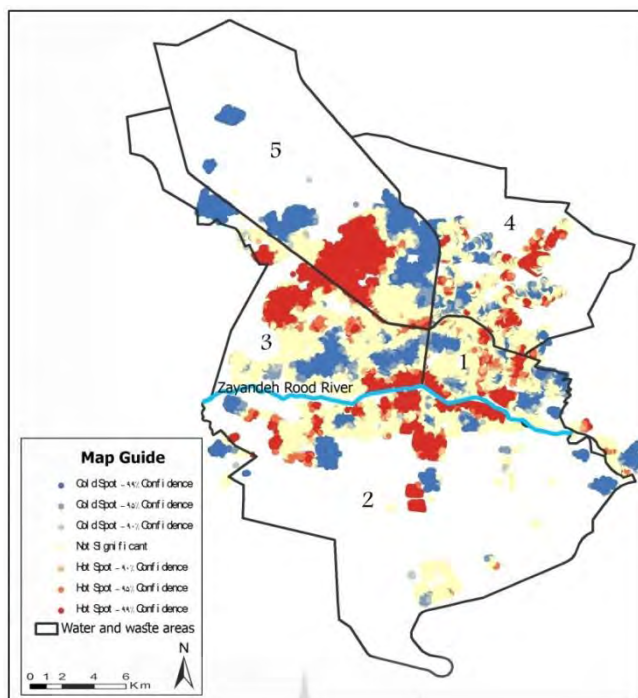 5
4
3
1
Zayandeh Rood River
2
Map Guide
Cold Spot - ۹۹٪ Confidence
Cold Spot - ۹۵٪ Confidence
Cold Spot - ۹۰٪ Confidence
Not Significant
Hot Spot - ۹۰٪ Confidence
Hot Spot - ۹۵٪ Confidence
Hot Spot - ۹۹٪ Confidence
Water and waste areas
0 1 2 4 6
Km
N